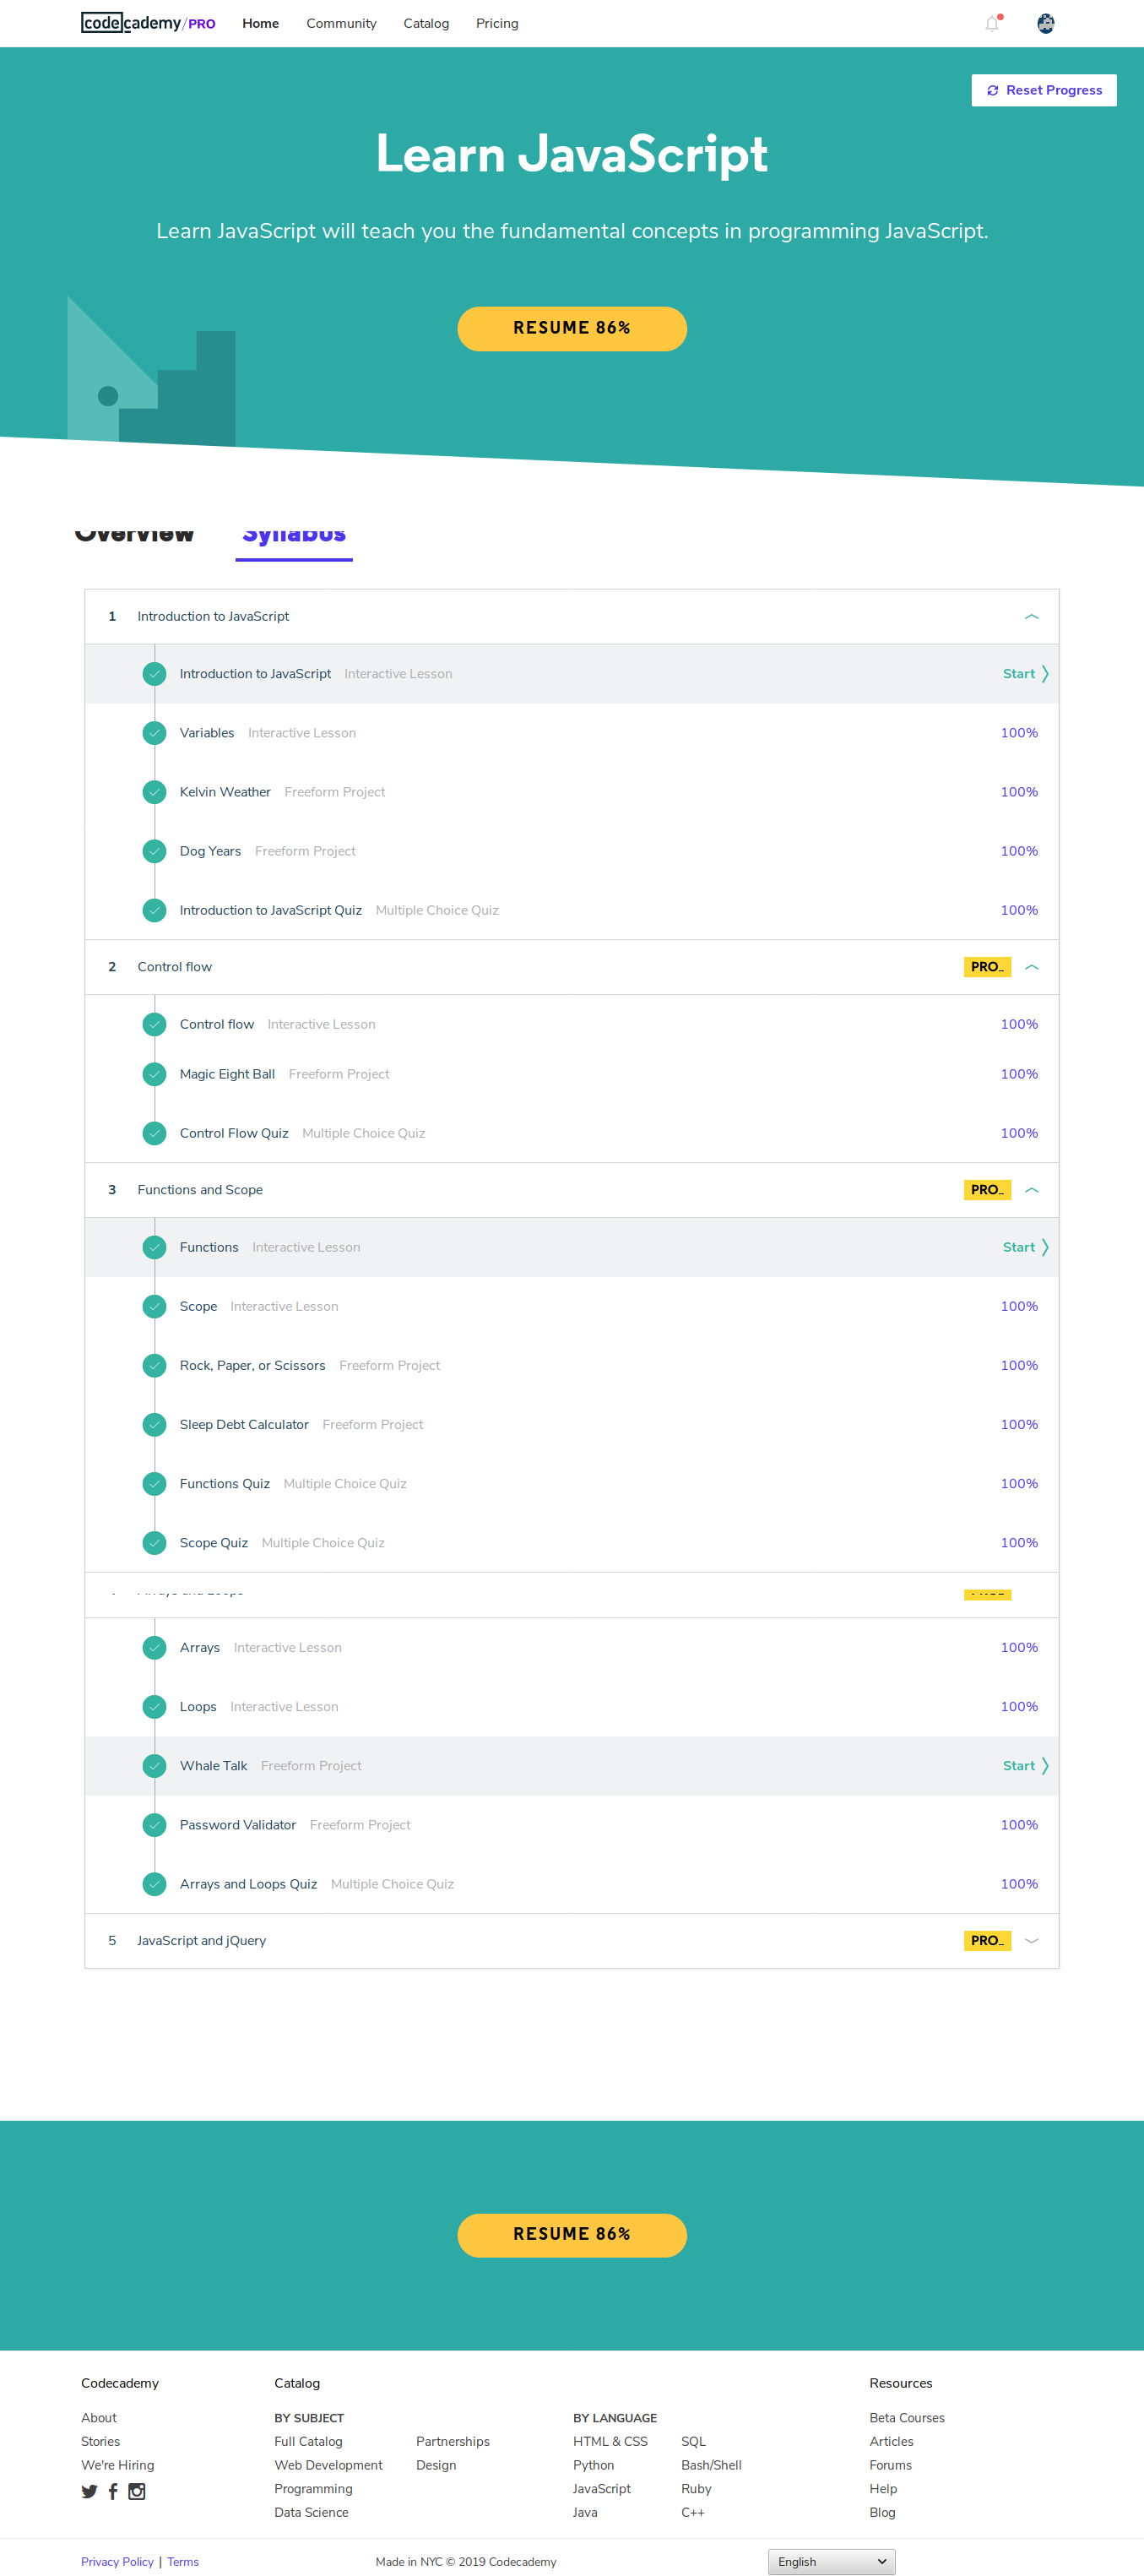 codecademy/PRO Home Community Catalog Pricing
Reset Progress
Learn JavaScript
Learn JavaScript will teach you the fundamental concepts in programming JavaScript.
RESUME 86%
Overview Syllabus
1 Introduction to JavaScript
Introduction to JavaScript Interactive Lesson Start
Variables Interactive Lesson 100%
Kelvin Weather Freeform Project 100%
Dog Years Freeform Project 100%
Introduction to JavaScript Quiz Multiple Choice Quiz 100%
2 Control flow PRO_
Control flow Interactive Lesson 100%
Magic Eight Ball Freeform Project 100%
Control Flow Quiz Multiple Choice Quiz 100%
3 Functions and Scope PRO_
Functions Interactive Lesson Start
Scope Interactive Lesson 100%
Rock, Paper, or Scissors Freeform Project 100%
Sleep Debt Calculator Freeform Project 100%
Functions Quiz Multiple Choice Quiz 100%
Scope Quiz Multiple Choice Quiz 100%
Arrays Interactive Lesson 100%
Loops Interactive Lesson 100%
Whale Talk Freeform Project Start
Password Validator Freeform Project 100%
Arrays and Loops Quiz Multiple Choice Quiz 100%
5 JavaScript and jQuery PRO_
RESUME 86%
Codecademy Catalog Resources
About BY SUBJECT BY LANGUAGE Beta Courses
Stories Full Catalog Partnerships HTML & CSS SQL Articles
We're Hiring Web Development Design Python Bash/Shell Forums
Programming JavaScript Ruby Help
Data Science Java C++ Blog
Privacy Policy | Terms Made in NYC © 2019 Codecademy English